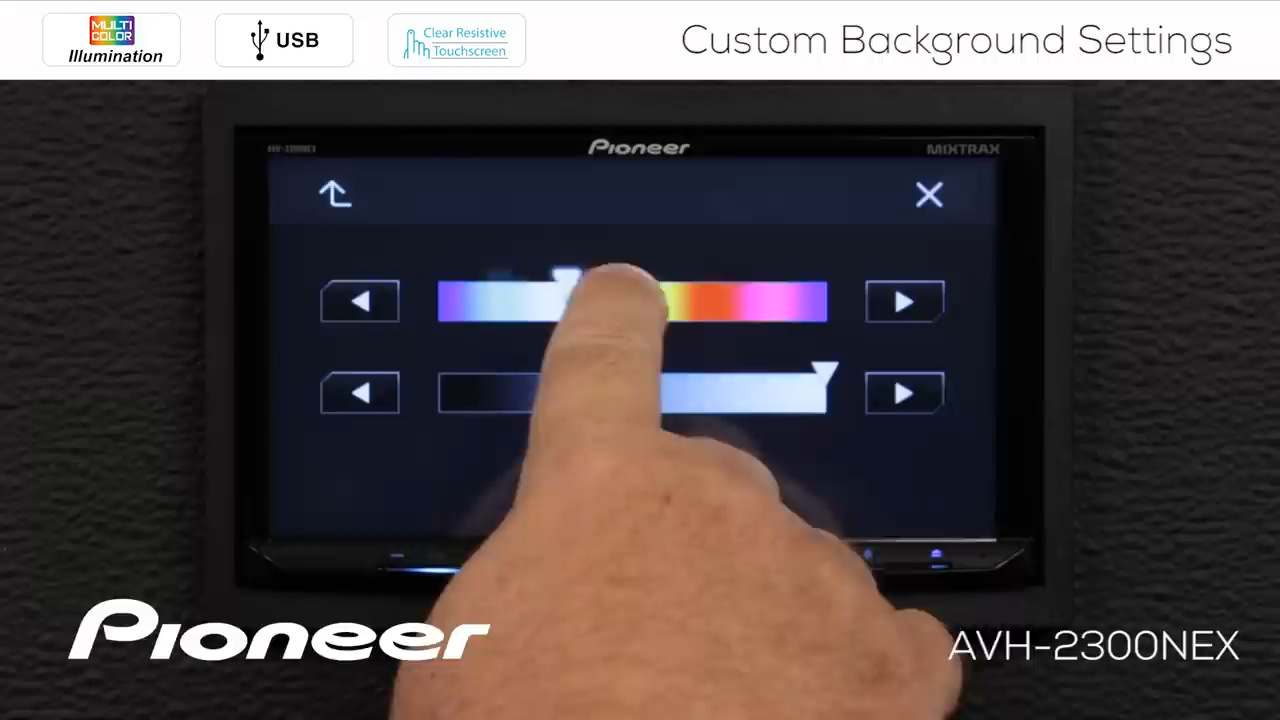 MULTI
COLOR
Illumination
USB
Clear Resistive
Touchscreen
Custom Background Settings
Pioneer
MIXTRAX
Pioneer
AVH-2300NEX